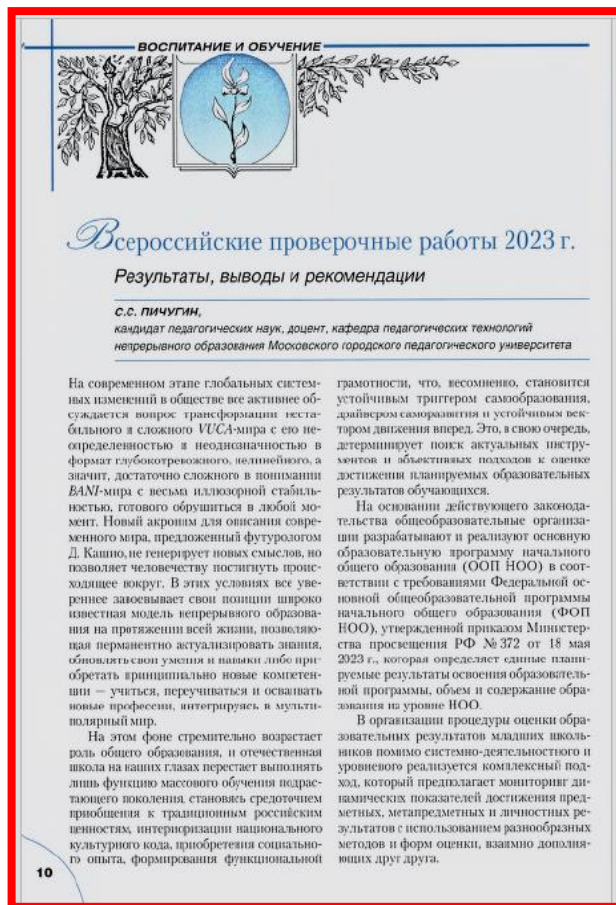 ВОСПИТАНИЕ И ОБУЧЕНИЕ
Всероссийские проверочные работы 2023 г.
Результаты, выводы и рекомендации
С.С. ПИЧУГИН,
кандидат педагогических наук, доцент, кафедра педагогических технологий
непрерывного образования Московского городского педагогического университета
На современном этапе глобальных систем-
ных изменений в обществе все активнее об-
суждается вопрос трансформации неста-
бильного и сложного VUCA-мира с его не-
определенностью и неоднозначностью в
формат глубокотревожного, нелинейного, а
значит, достаточно сложного в понимании
BANI-мира с весьма иллюзорной стабиль-
ностью, готового обрушиться в любой мо-
мент. Новый акроним для описания совре-
менного мира, предложенный футурологом
Д. Кашио, не генерирует новых смыслов, но
позволяет человечеству постигнуть проис-
ходящее вокруг. В этих условиях все уве-
реннее завоевывает свои позиции широко
известная модель непрерывного образова-
ния на протяжении всей жизни, позволяю-
щая перманентно актуализировать знания,
обновлять свои умения и навыки либо при-
обретать принципиально новые компетен-
ции — учиться, переучиваться и осваивать
новые профессии, интегрируясь в мульти-
полярный мир.
На этом фоне стремительно возрастает
роль общего образования, и отечественная
школа на наших глазах перестает выполнять
лишь функцию массового обучения подрас-
тающего поколения, становясь средоточием
приобщения к традиционным российским
ценностям, интериоризации национального
культурного кода, приобретения социально-
го опыта, формирования функциональной
грамотности, что, несомненно, становится
устойчивым триггером самообразования,
драйвером саморазвития и устойчивым век-
тором движения вперед. Это, в свою очередь,
детерминирует поиск актуальных инстру-
ментов и объективных подходов к оценке
достижения планируемых образовательных
результатов обучающихся.
На основании действующего законода-
тельства общеобразовательные организа-
ции разрабатывают и реализуют основную
образовательную программу начального
общего образования (ООП НОО) в соот-
ветствии с требованиями Федеральной ос-
новной общеобразовательной программы
начального общего образования (ФОП
НОО), утвержденной приказом Министер-
ства просвещения РФ № 372 от 18 мая
2023 г., которая определяет единые плани-
руемые результаты освоения образователь-
ной программы, объем и содержание обра-
зования на уровне НОО.
В организации процедуры оценки обра-
зовательных результатов младших школь-
ников помимо системно-деятельностного и
уровневого реализуется комплексный под-
ход, который предполагает мониторинг ди-
намических показателей достижения пред-
метных, метапредметных и личностных ре-
зультатов с использованием разнообразных
методов и форм оценки, взаимно дополня-
ющих друг друга.
10